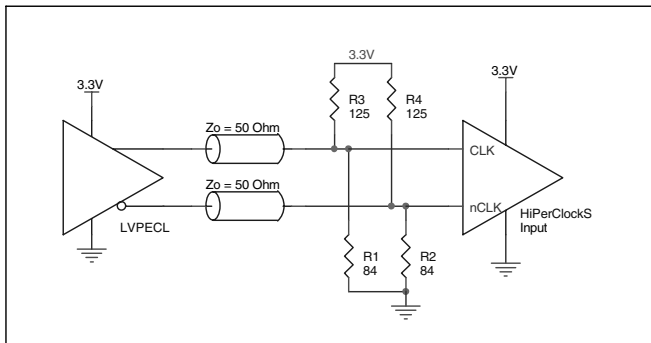 3.3V
3.3V
3.3V
R3
125
R4
125
Zo = 50 Ohm
CLK
Zo = 50 Ohm
nCLK
HiPerClockS
Input
LVPECL
R1
84
R2
84